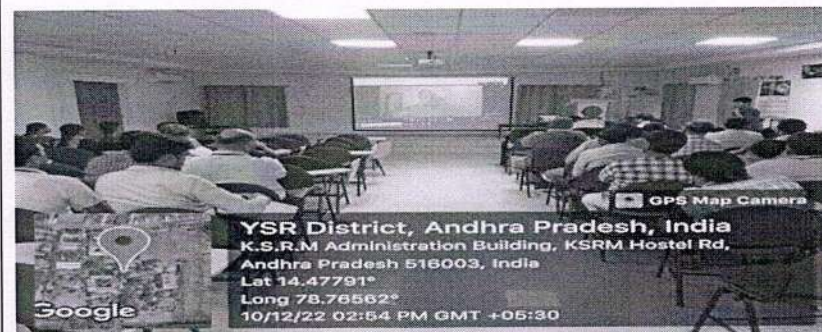 GPS Map Camera
YSR District, Andhra Pradesh, India
K.S.R.M Administration Building, KSRM Hostel Rd,
Andhra Pradesh 516003, India
Lat 14.47791°
Long 78.76562°
10/12/22 02:54 PM GMT +05:30
Google